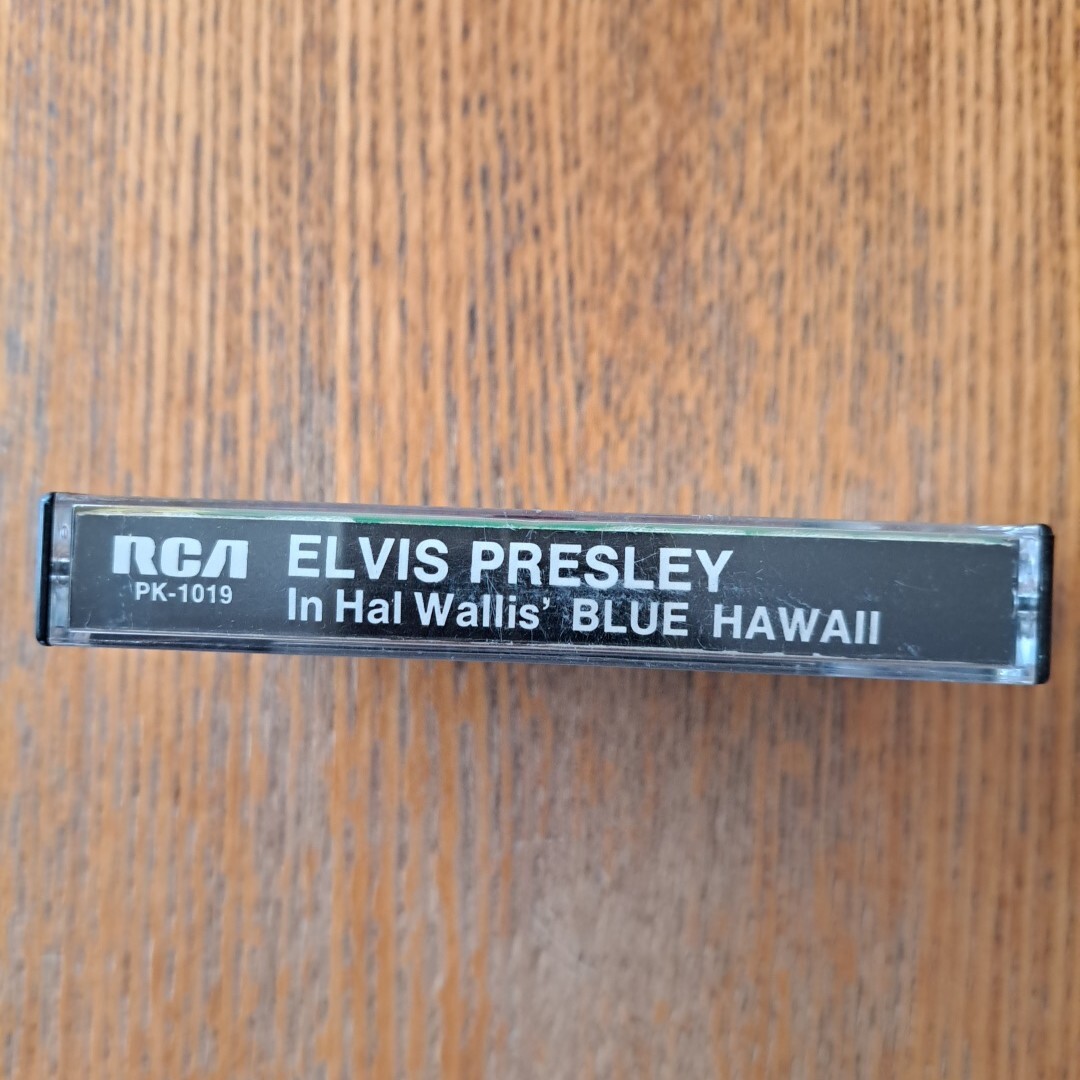 RCA
PK-1019
ELVIS PRESLEY
In Hal Wallis' BLUE HAWAII